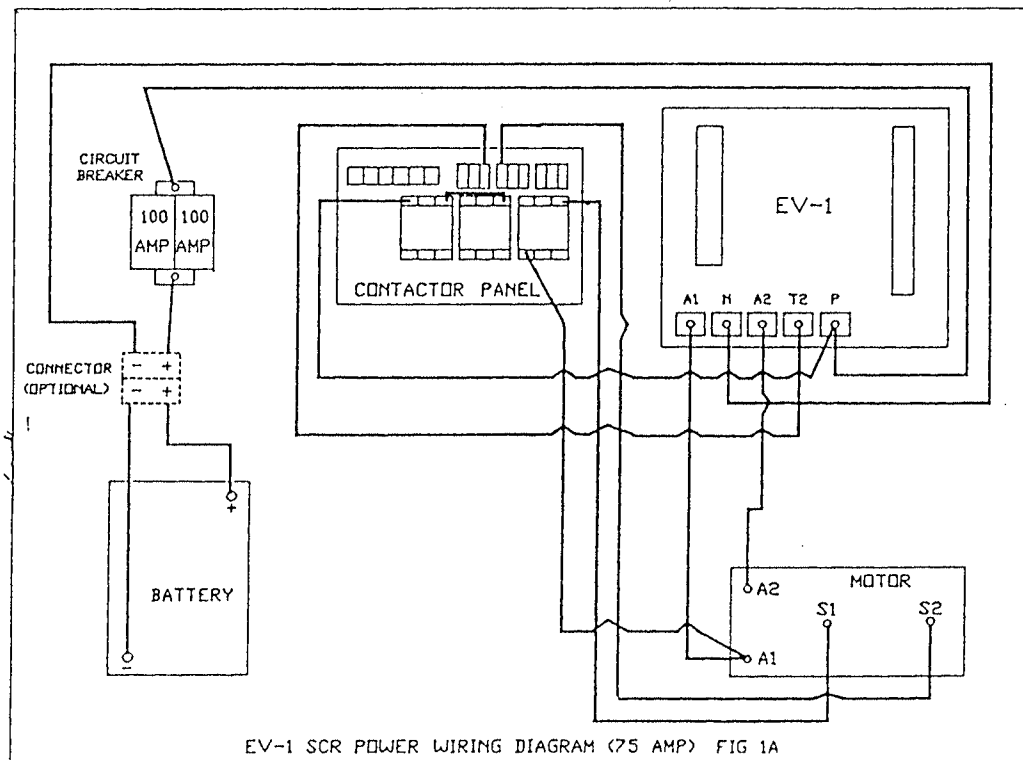 CIRCUIT
BREAKER
100 100
AMP AMP
CONTACTOR PANEL
EV-1
A1 N A2 T2 P
CONNECTOR
(OPTIONAL)
- +
- +
+
BATTERY
-
MOTOR
A2
S1 S2
A1
EV-1 SCR POWER WIRING DIAGRAM (75 AMP) FIG 1A